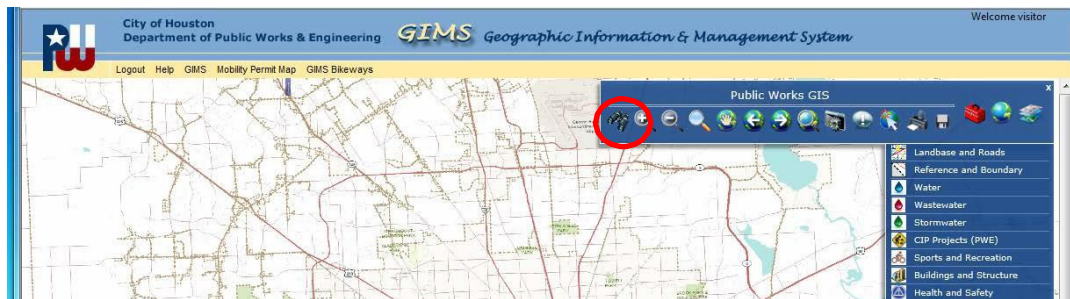 Welcome visitor
City of Houston
Department of Public Works & Engineering
GIMS Geographic Information & Management System
PW
Logout Help GIMS Mobility Permit Map GIMS Bikeways
Public Works GIS
x
Landbase and Roads
Reference and Boundary
Water
Wastewater
Stormwater
CIP Projects (PWE)
Sports and Recreation
Buildings and Structure
Health and Safety